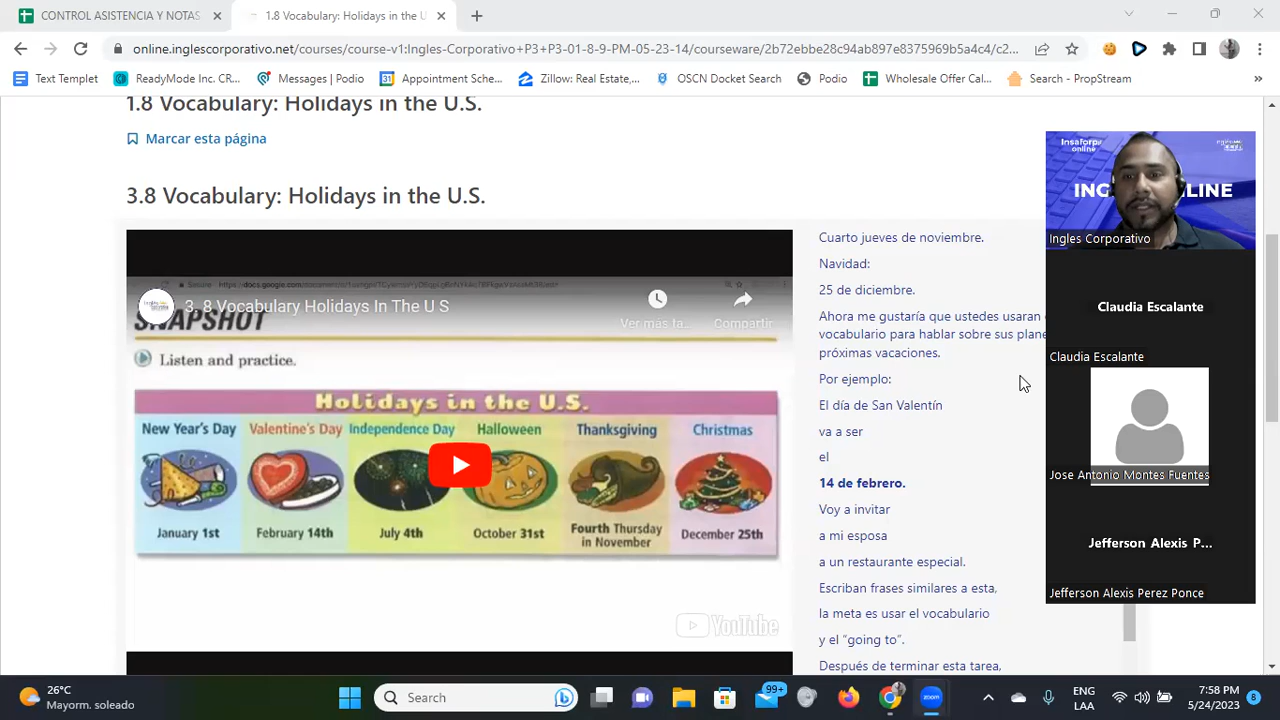 CONTROL ASISTENCIA Y NOTAS
1.8 Vocabulary: Holidays in the U
online.inglescorporativo.net/courses/course-v1:Ingles-Corporativo+P3+P3-01-8-9-PM-05-23-14/courseware/2b72ebbe28c94ab897e8375969b5a4c4/c2...
Text Templet
ReadyMode Inc. CR...
Messages | Podio
Appointment Sche...
Zillow: Real Estate,...
OSCN Docket Search
Podio
Wholesale Offer Cal...
Search - PropStream
1.8 Vocabulary: Holidays in the U.S.
Marcar esta página
3.8 Vocabulary: Holidays in the U.S.
3. 8 Vocabulary Holidays In The U S
Ver más ta...
Compartir
SNAPSHOT
Listen and practice.
Holidays in the U.S.
New Year's Day
Valentine's Day
Independence Day
Halloween
Thanksgiving
Christmas
January 1st
February 14th
July 4th
October 31st
Fourth Thursday
in November
December 25th
YouTube
Cuarto jueves de noviembre.
Navidad:
25 de diciembre.
Ahora me gustaría que ustedes usaran
vocabulario para hablar sobre sus plane
próximas vacaciones.
Por ejemplo:
El día de San Valentín
va a ser
el
14 de febrero.
Voy a invitar
a mi esposa
a un restaurante especial.
Escriban frases similares a esta,
la meta es usar el vocabulario
y el "going to".
Después de terminar esta tarea,
Insaforp
online
ING
LINE
Ingles Corporativo
Claudia Escalante
Claudia Escalante
Jose Antonio Montes Fuentes
Jefferson Alexis P...
Jefferson Alexis Perez Ponce
26°C
Mayorm. soleado
Search
99+
zoom
ENG
LAA
7:58 PM
5/24/2023
8